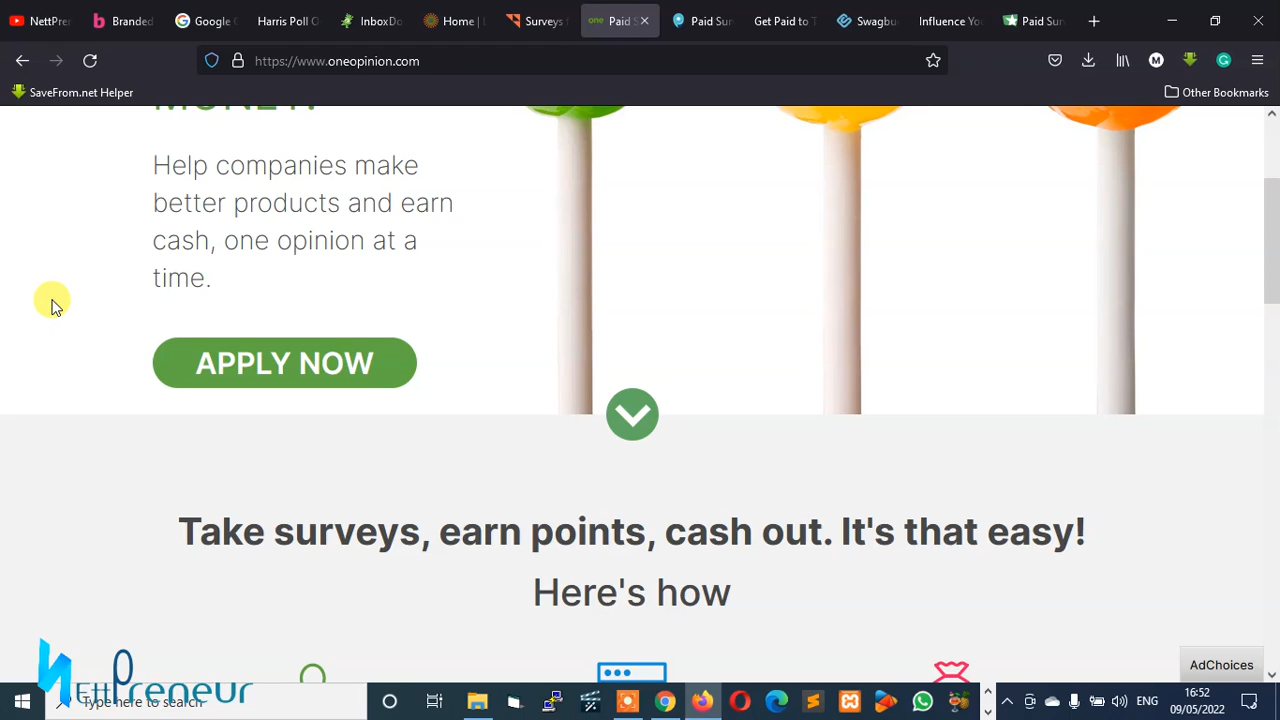 NettPre
Branded
Google
Harris Poll O
InboxDo
Home |
Surveys
one Paid S
Paid Sur
Get Paid to T
Swagbu
Influence Yo
Paid Sur
https://www.oneopinion.com
SaveFrom.net Helper
Other Bookmarks
MONEY.
Help companies make
better products and earn
cash, one opinion at a
time.
APPLY NOW
Take surveys, earn points, cash out. It's that easy!
Here's how
AdChoices
NettPreneur
Type here to search
ENG
16:52
09/05/2022